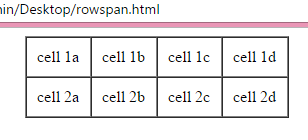 in/Desktop/rowspan.html
cell 1a cell 1b cell 1c cell 1d
cell 2a cell 2b cell 2c cell 2d